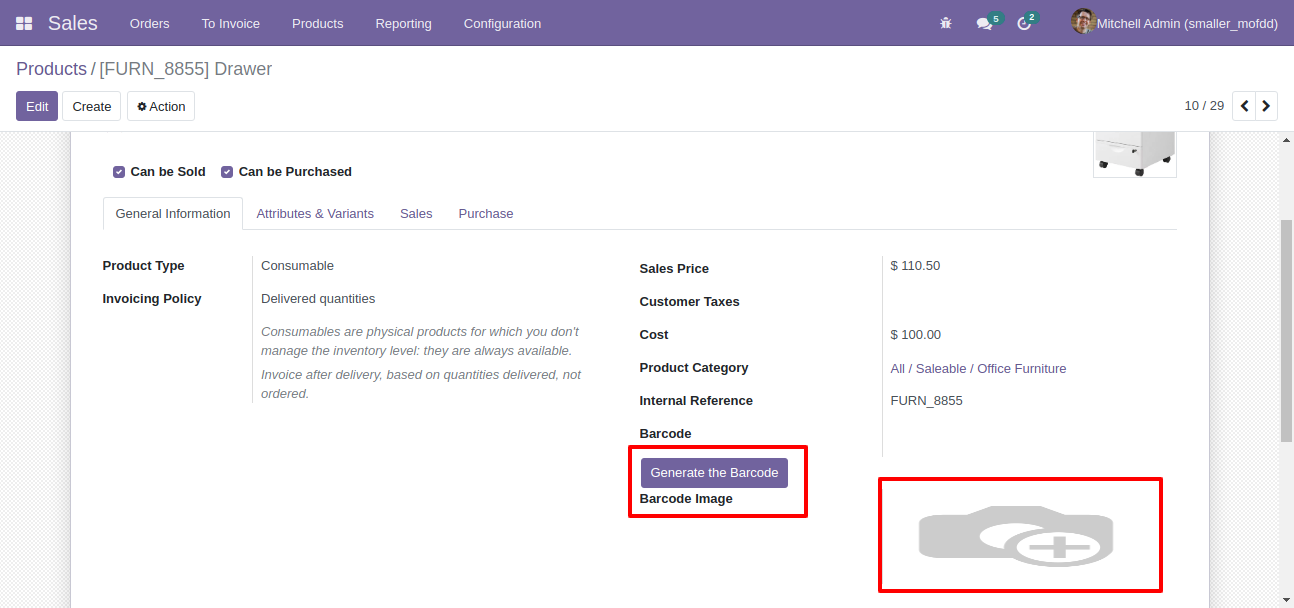 Sales Orders To Invoice Products Reporting Configuration 5 2 Mitchell Admin (smaller_mofdd)
Products / [FURN_8855] Drawer
Edit Create Action 10 / 29
Can be Sold Can be Purchased
General Information Attributes & Variants Sales Purchase
Product Type Consumable
Invoicing Policy Delivered quantities
Consumables are physical products for which you don't
manage the inventory level: they are always available.
Invoice after delivery, based on quantities delivered, not
ordered.
Sales Price $ 110.50
Customer Taxes
Cost $ 100.00
Product Category All / Saleable / Office Furniture
Internal Reference FURN_8855
Barcode
Generate the Barcode
Barcode Image